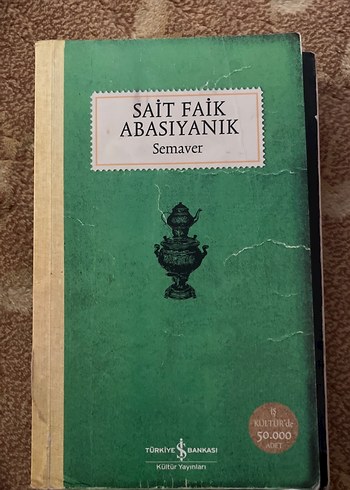 SAİT FAİK
ABASIYANIK
Semaver
İŞ
KÜLTÜR'de
50.000
ADET
TÜRKİYE İŞ BANKASI
Kültür Yayınları